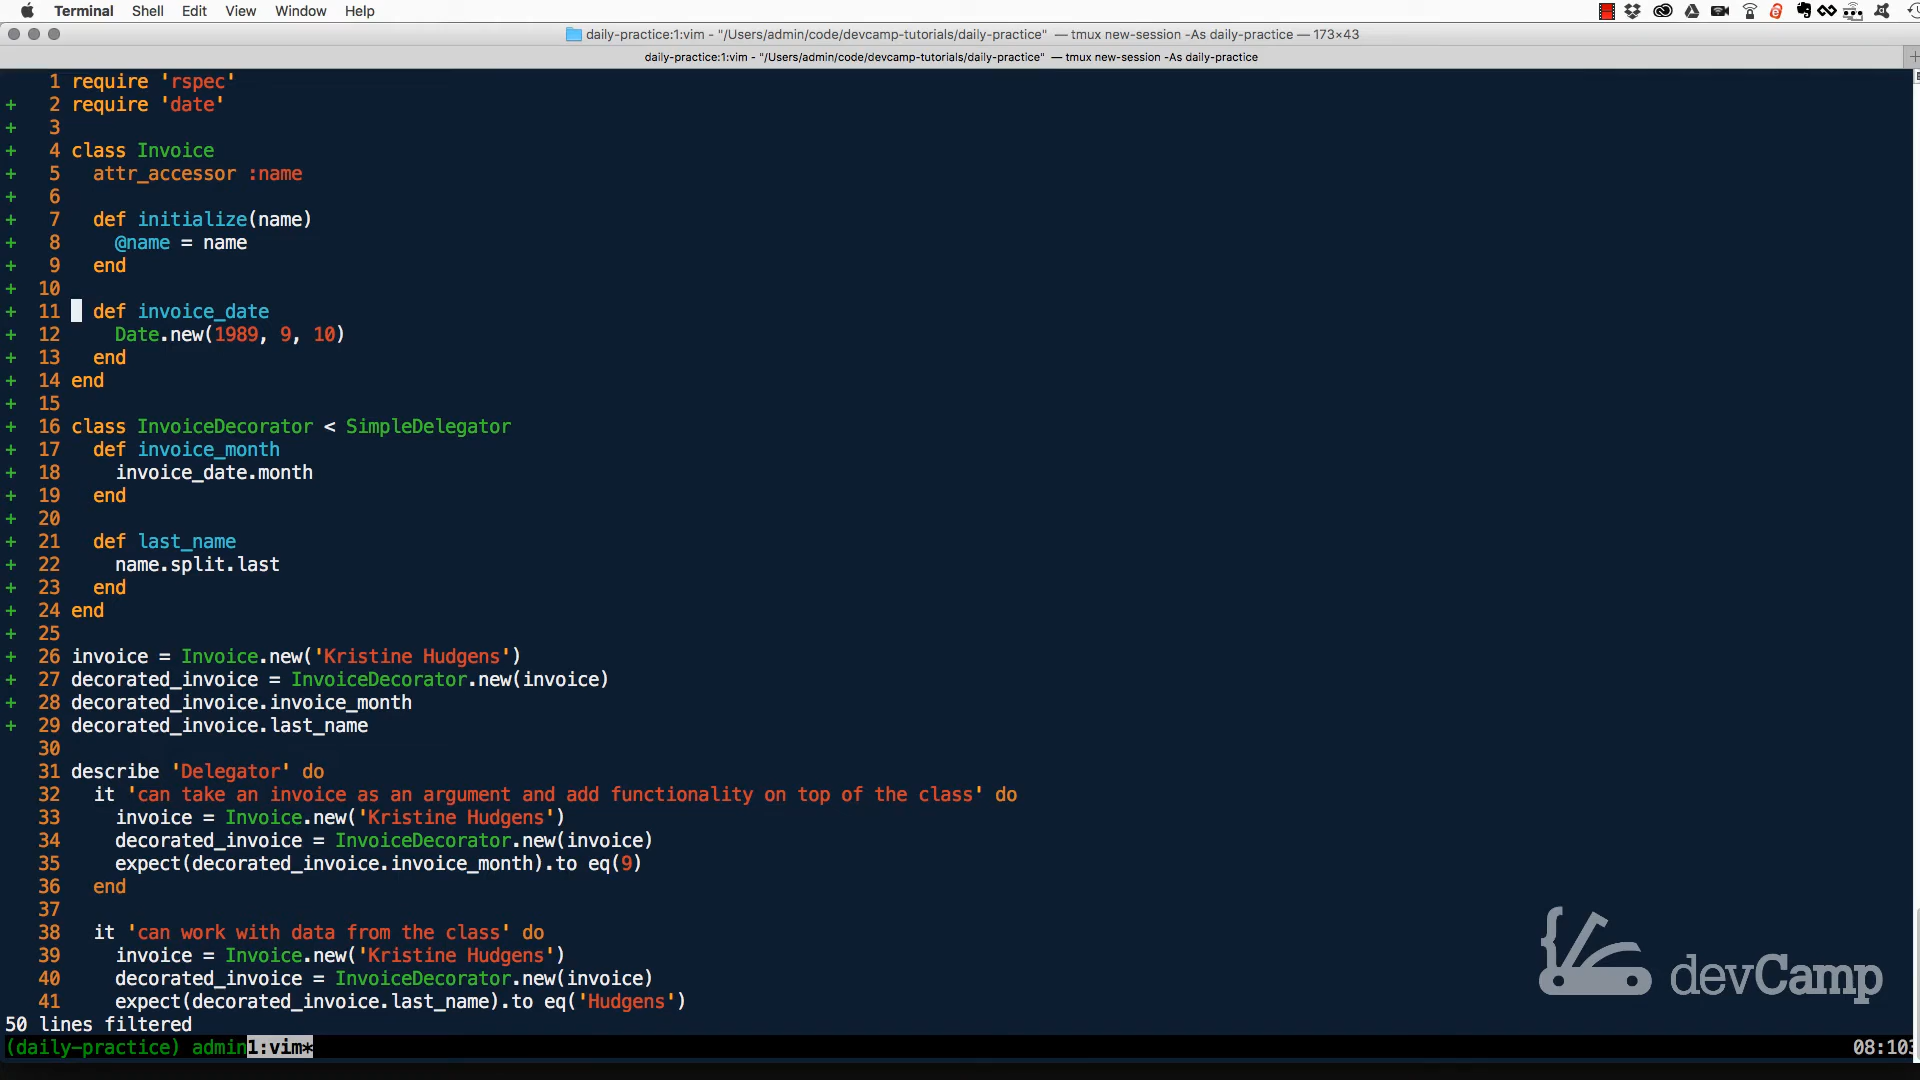 Terminal Shell Edit View Window Help
daily-practice:1:vim - "/Users/admin/code/devcamp-tutorials/daily-practice" — tmux new-session -As daily-practice — 173×43
daily-practice:1:vim - "/Users/admin/code/devcamp-tutorials/daily-practice" — tmux new-session -As daily-practice
1 require 'rspec'
+ 2 require 'date'
+ 3
+ 4 class Invoice
+ 5   attr_accessor :name
+ 6
+ 7   def initialize(name)
+ 8     @name = name
+ 9   end
+ 10
+ 11   def invoice_date
+ 12     Date.new(1989, 9, 10)
+ 13   end
+ 14 end
+ 15
+ 16 class InvoiceDecorator < SimpleDelegator
+ 17   def invoice_month
+ 18     invoice_date.month
+ 19   end
+ 20
+ 21   def last_name
+ 22     name.split.last
+ 23   end
+ 24 end
+ 25
+ 26 invoice = Invoice.new('Kristine Hudgens')
+ 27 decorated_invoice = InvoiceDecorator.new(invoice)
+ 28 decorated_invoice.invoice_month
+ 29 decorated_invoice.last_name
30
31 describe 'Delegator' do
32   it 'can take an invoice as an argument and add functionality on top of the class' do
33     invoice = Invoice.new('Kristine Hudgens')
34     decorated_invoice = InvoiceDecorator.new(invoice)
35     expect(decorated_invoice.invoice_month).to eq(9)
36   end
37
38   it 'can work with data from the class' do
39     invoice = Invoice.new('Kristine Hudgens')
40     decorated_invoice = InvoiceDecorator.new(invoice)
41     expect(decorated_invoice.last_name).to eq('Hudgens')
devCamp
50 lines filtered
(daily-practice) admin1:vim* 08:103